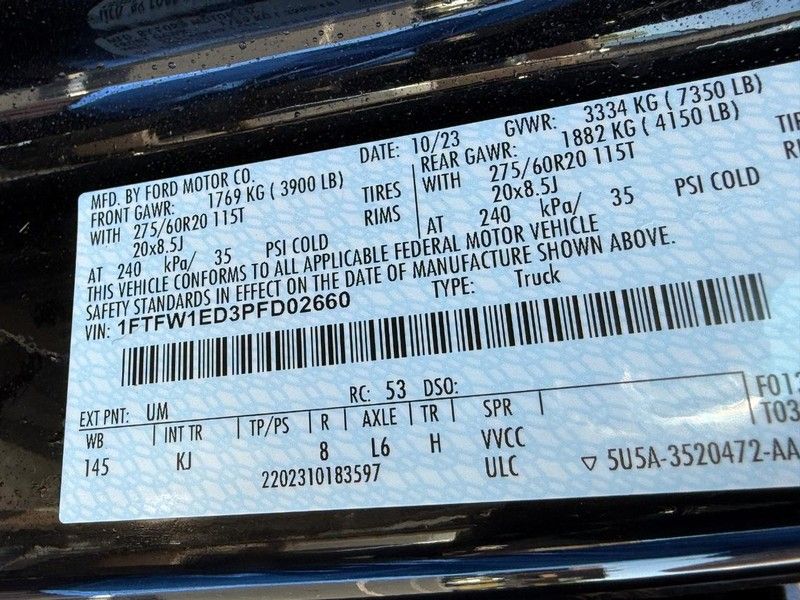 MFD. BY FORD MOTOR CO.
DATE: 10/23 GVWR: 3334 KG ( 7350 LB)
FRONT GAWR: 1769 KG ( 3900 LB)
REAR GAWR: 1882 KG ( 4150 LB)
WITH 275/60R20 115T TIRES
WITH 275/60R20 115T
20x8.5J RIMS
20x8.5J
AT 240 kPa/ 35 PSI COLD
AT 240 kPa/ 35 PSI COLD
THIS VEHICLE CONFORMS TO ALL APPLICABLE FEDERAL MOTOR VEHICLE
SAFETY STANDARDS IN EFFECT ON THE DATE OF MANUFACTURE SHOWN ABOVE.
VIN: 1FTFW1ED3PFD02660 TYPE: Truck
EXT PNT: UM RC: 53 DSO:
WB INT TR TP/PS R AXLE TR SPR
145 KJ 8 L6 H VVCC
2202310183597 ULC ▽ 5U5A-3520472-AA